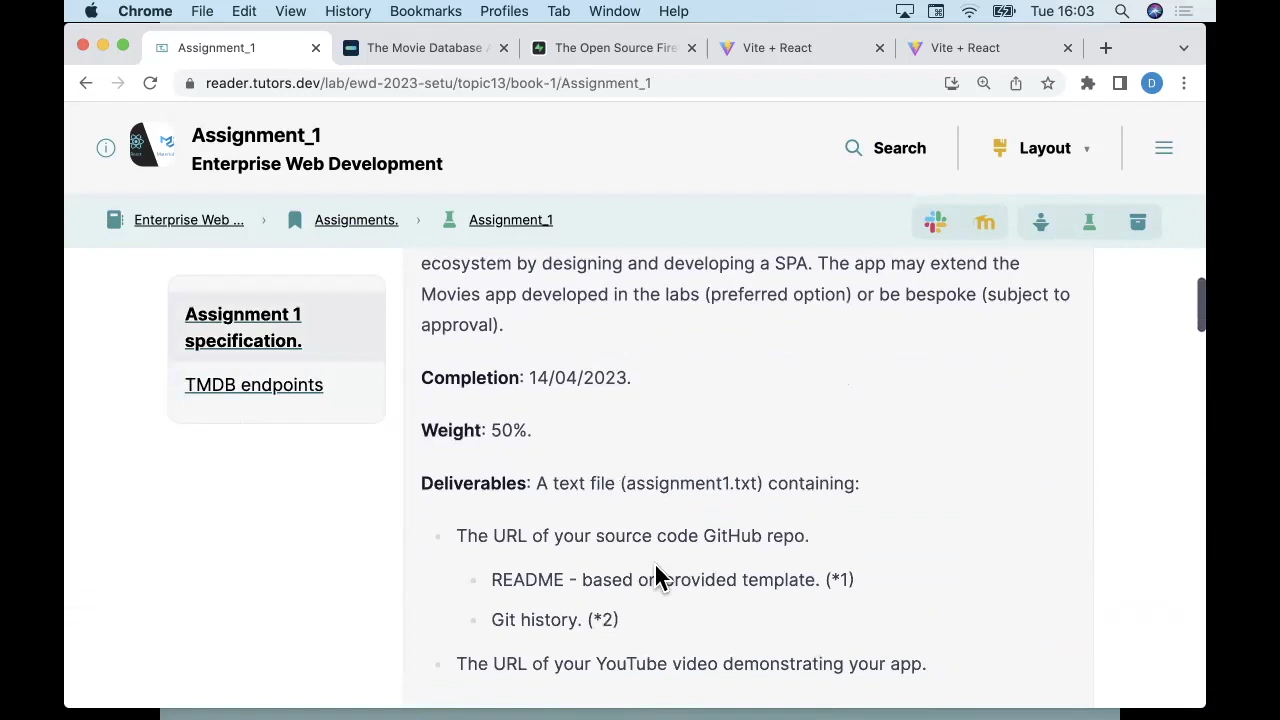 Chrome File Edit View History Bookmarks Profiles Tab Window Help Tue 16:03
Assignment_1
The Movie Database
The Open Source Fire
Vite + React
Vite + React
reader.tutors.dev/lab/ewd-2023-setu/topic13/book-1/Assignment_1
D
Assignment_1
Enterprise Web Development
Search
Layout
Enterprise Web ... › Assignments. › Assignment_1
Assignment 1
specification.
TMDB endpoints
ecosystem by designing and developing a SPA. The app may extend the
Movies app developed in the labs (preferred option) or be bespoke (subject to
approval).
Completion: 14/04/2023.
Weight: 50%.
Deliverables: A text file (assignment1.txt) containing:
The URL of your source code GitHub repo.
README - based on provided template. (*1)
Git history. (*2)
The URL of your YouTube video demonstrating your app.